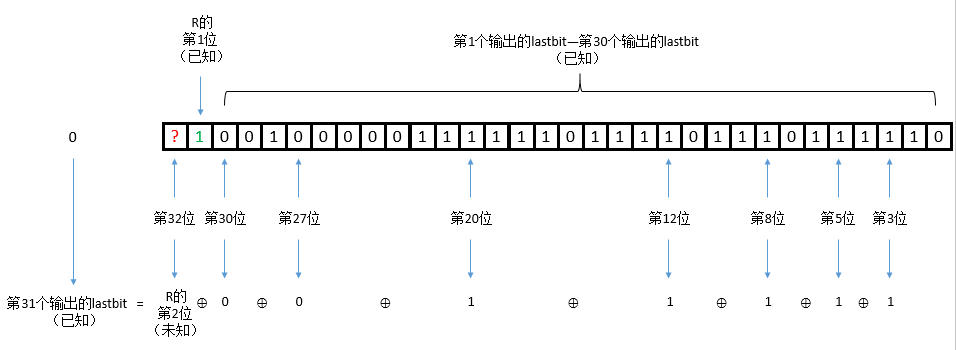 R的
第1位
(已知)
第1个输出的lastbit—第30个输出的lastbit
(已知)
0 ? 1 0 0 1 0 0 0 0 0 1 1 1 1 1 1 0 1 1 1 1 0 1 1 1 0 1 1 1 1 1 0
第32位 第30位 第27位 第20位 第12位 第8位 第5位 第3位
第31个输出的lastbit
(已知)
=
R的
第2位
(未知)
⊕ 0 ⊕ 0 ⊕ 1 ⊕ 1 ⊕ 1 ⊕ 1 ⊕ 1